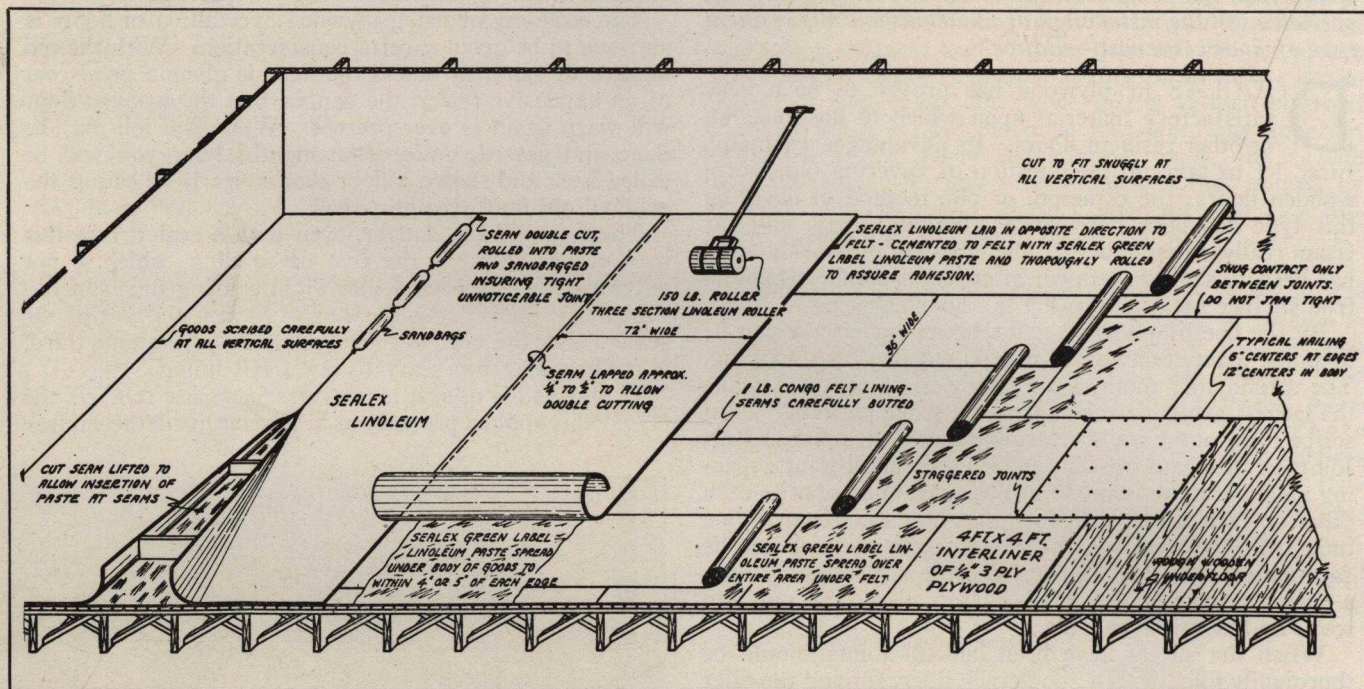 CUT TO FIT SNUGGLY AT
ALL VERTICAL SURFACES
SEAM DOUBLE CUT,
ROLLED INTO PASTE
AND SANDBAGGED
INSURING TIGHT
UNNOTICEABLE JOINT
SEALEX LINOLEUM LAID IN OPPOSITE DIRECTION TO
FELT - CEMENTED TO FELT WITH SEALEX GREEN
LABEL LINOLEUM PASTE AND THOROUGHLY ROLLED
TO ASSURE ADHESION.
SNUG CONTACT ONLY
BETWEEN JOINTS.
DO NOT JAM TIGHT
150 LB. ROLLER
THREE SECTION LINOLEUM ROLLER
GOODS SCRIBED CAREFULLY
AT ALL VERTICAL SURFACES
SANDBAGS
72" WIDE
36" WIDE
TYPICAL NAILING
6" CENTERS AT EDGES
12" CENTERS IN BODY
SEAM LAPPED APPROX.
¼" TO ½" TO ALLOW
DOUBLE CUTTING
SEALEX
LINOLEUM
LB. CONGO FELT LINING-
SEAMS CAREFULLY BUTTED
CUT SEAM LIFTED TO
ALLOW INSERTION OF
PASTE AT SEAMS
STAGGERED JOINTS
SEALEX GREEN LABEL
LINOLEUM PASTE SPREAD
UNDER BODY OF GOODS TO
WITHIN 4" OR 5" OF EACH EDGE
SEALEX GREEN LABEL LIN-
OLEUM PASTE SPREAD OVER
ENTIRE AREA UNDER FELT
4 FT. X 4 FT.
INTERLINER
OF ¼" 3 PLY
PLYWOOD
WOODEN
UNDERFLOOR